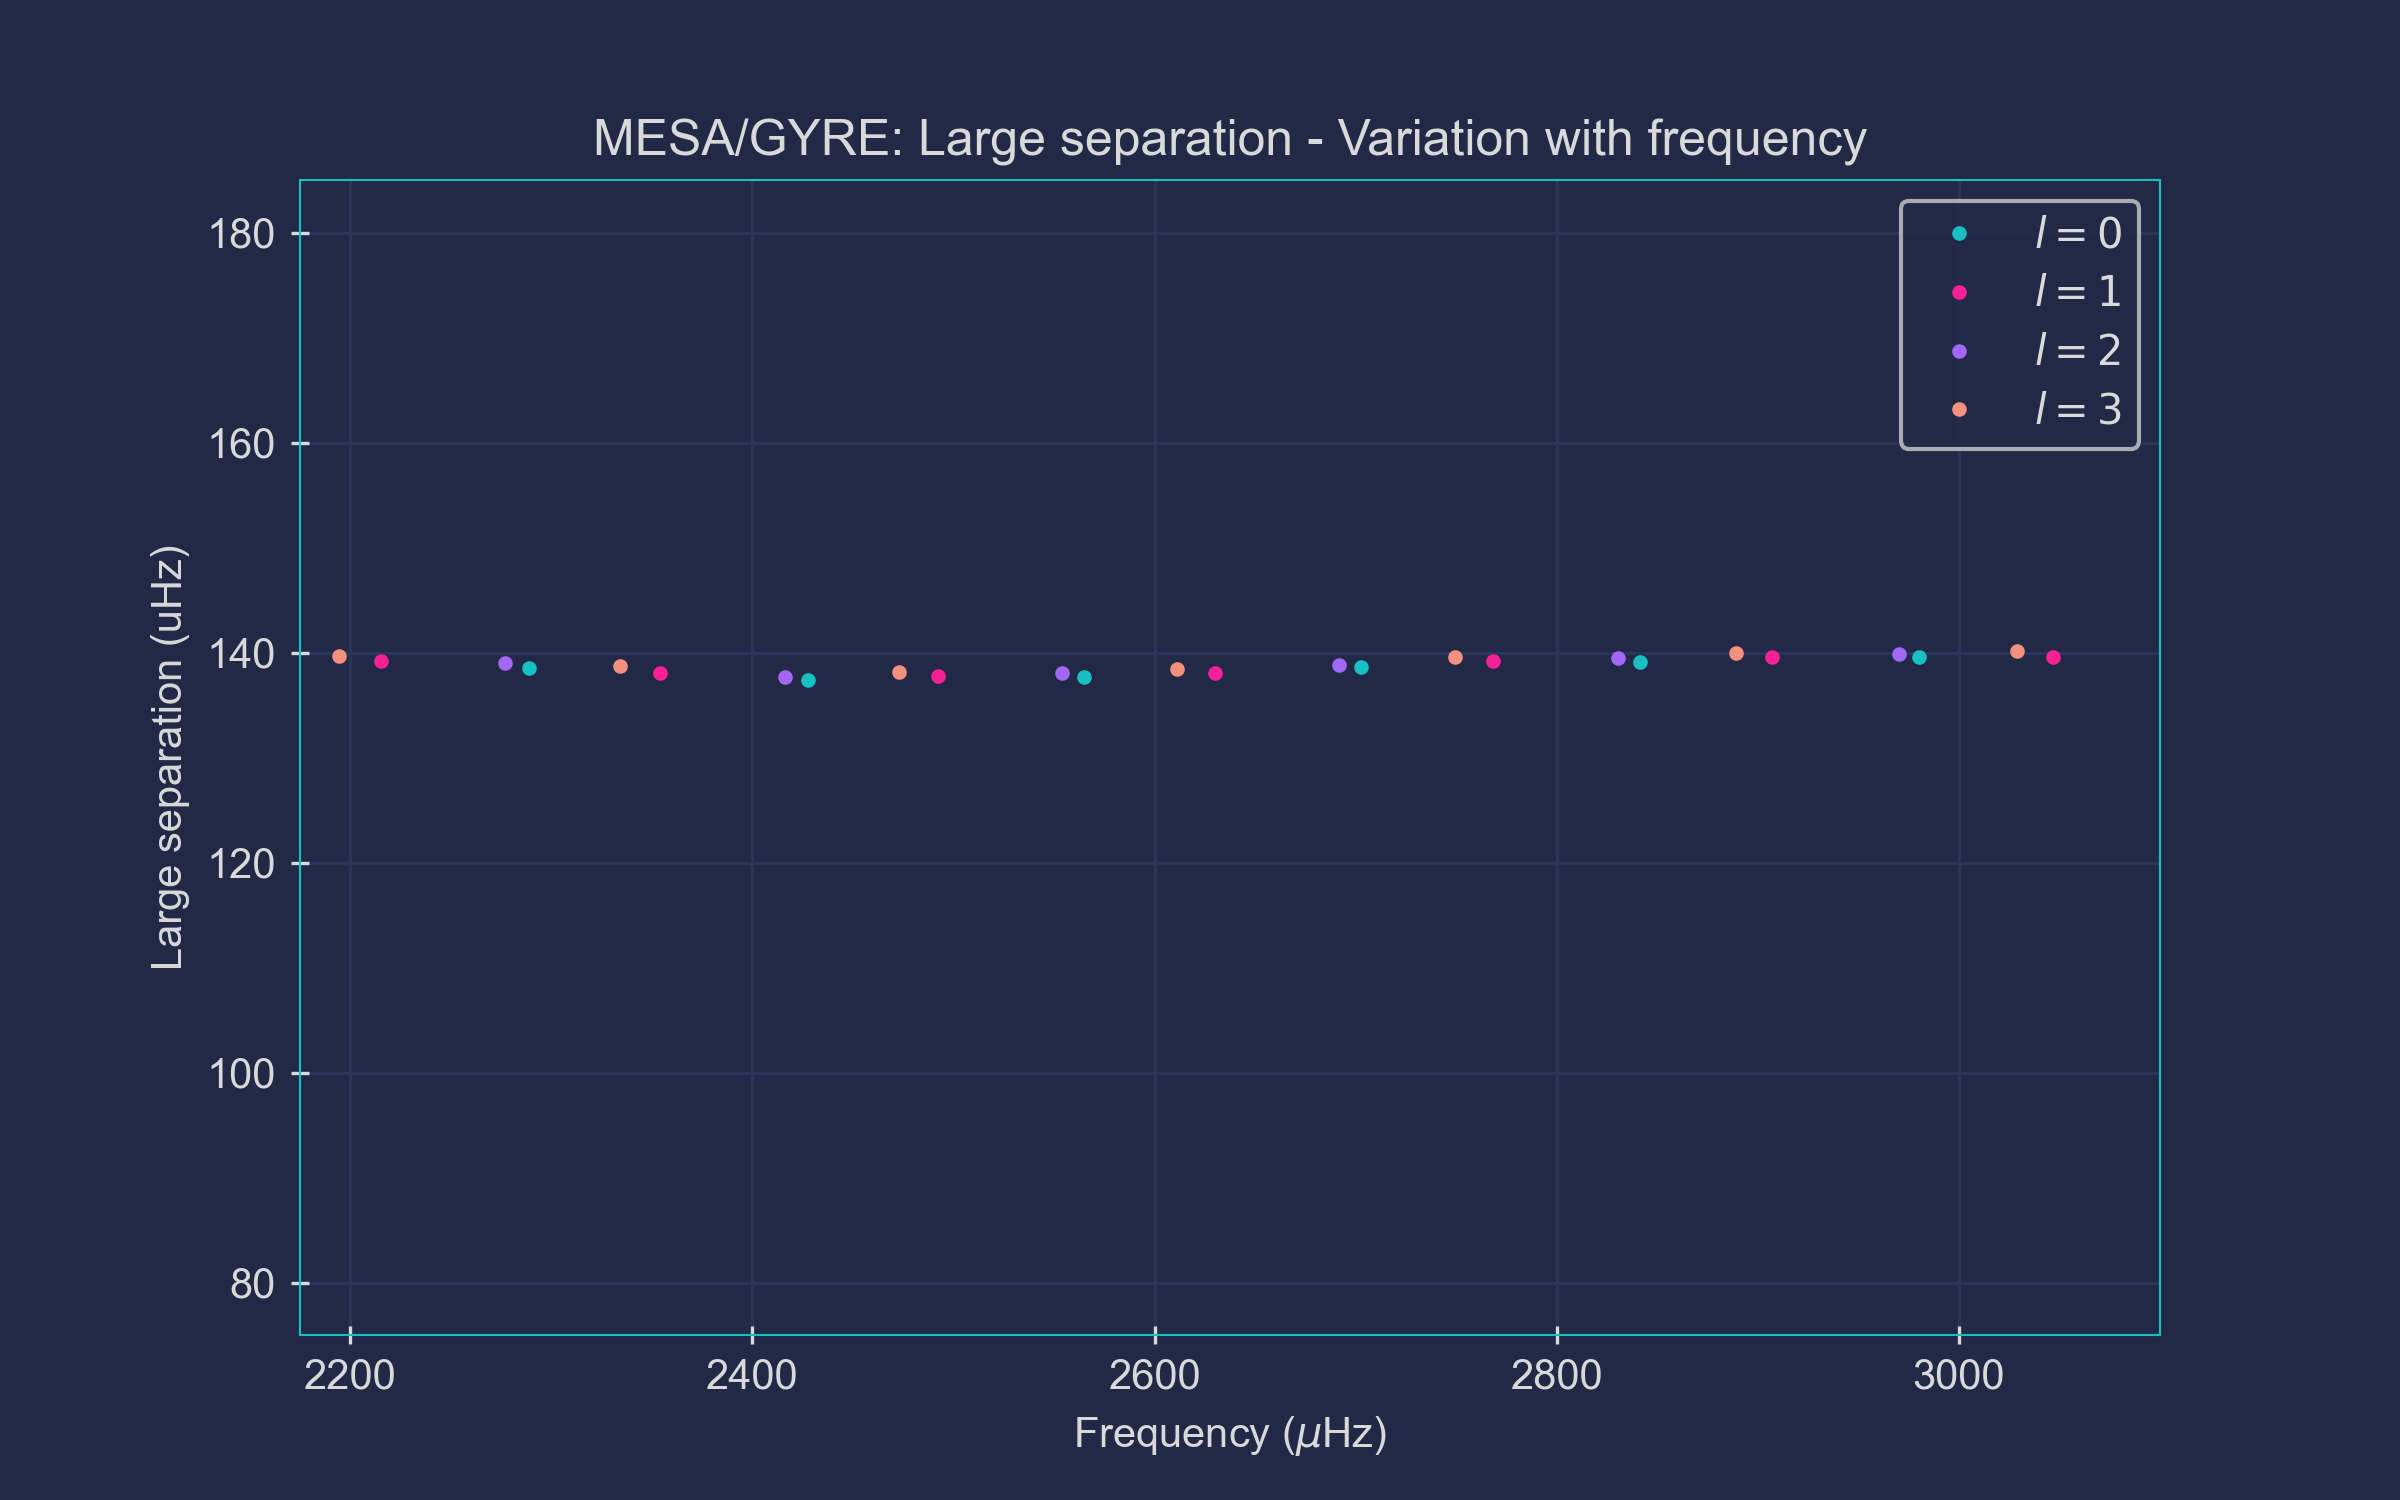 MESA/GYRE: Large separation - Variation with frequency
l = 0
l = 1
l = 2
l = 3
180
160
140
120
100
80
Large separation (uHz)
2200 2400 2600 2800 3000
Frequency (μHz)